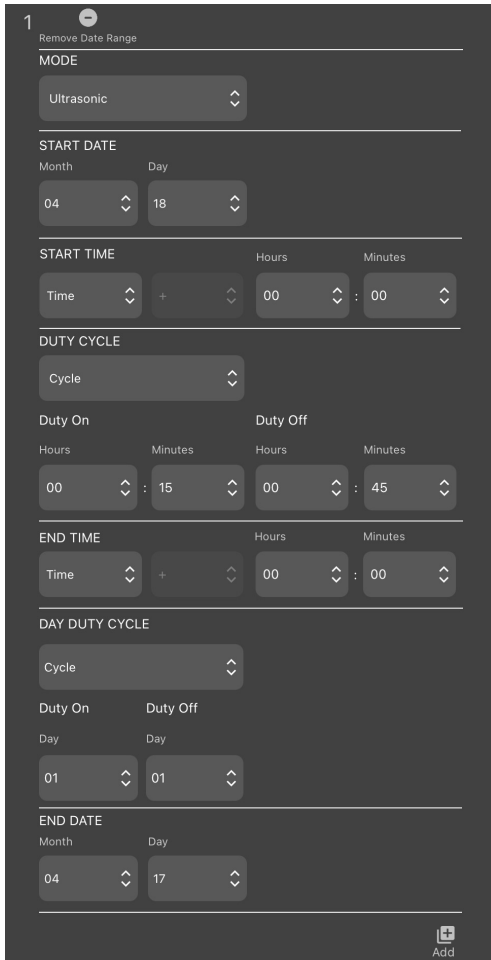 1
Remove Date Range
MODE
Ultrasonic
START DATE
Month Day
04 18
START TIME Hours Minutes
Time + 00 : 00
DUTY CYCLE
Cycle
Duty On Duty Off
Hours Minutes Hours Minutes
00 : 15 00 : 45
END TIME Hours Minutes
Time + 00 : 00
DAY DUTY CYCLE
Cycle
Duty On Duty Off
Day Day
01 01
END DATE
Month Day
04 17
Add